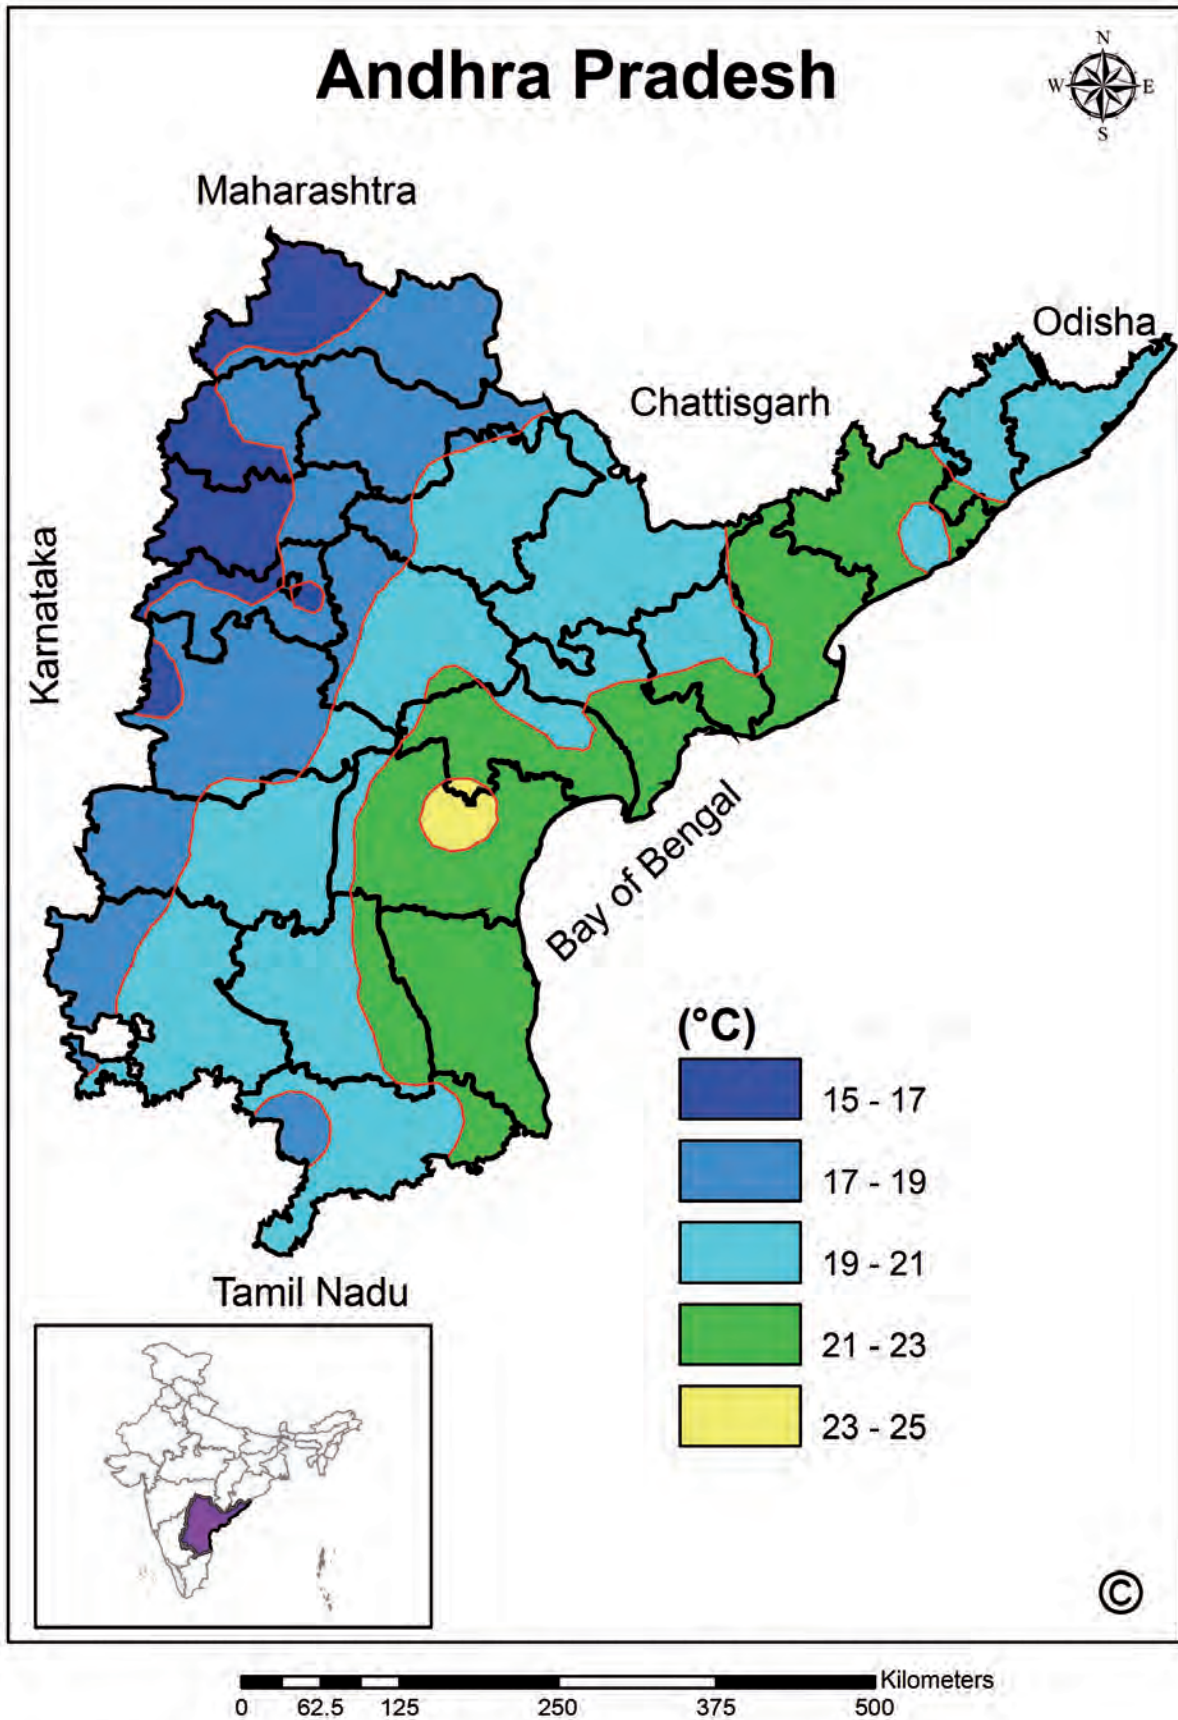 Andhra Pradesh
N
W E
S
Maharashtra
Odisha
Chattisgarh
Karnataka
Bay of Bengal
Tamil Nadu
(°C)
15 - 17
17 - 19
19 - 21
21 - 23
23 - 25
©
Kilometers
0 62.5 125 250 375 500